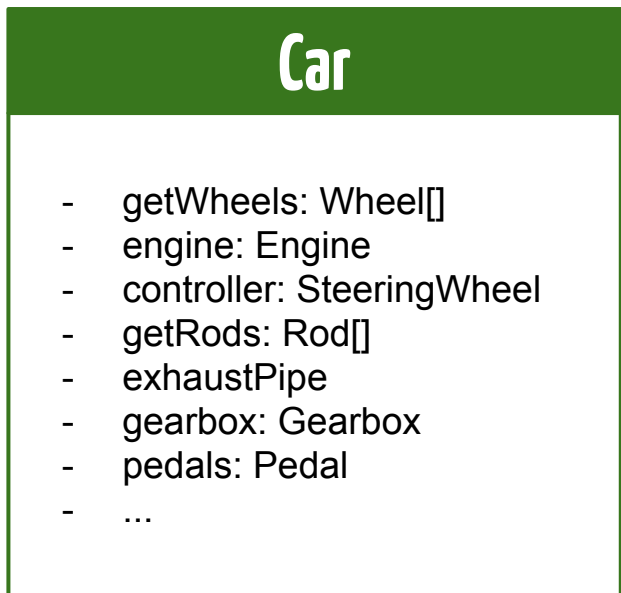 Car
- getWheels: Wheel[]
- engine: Engine
- controller: SteeringWheel
- getRods: Rod[]
- exhaustPipe
- gearbox: Gearbox
- pedals: Pedal
- ...